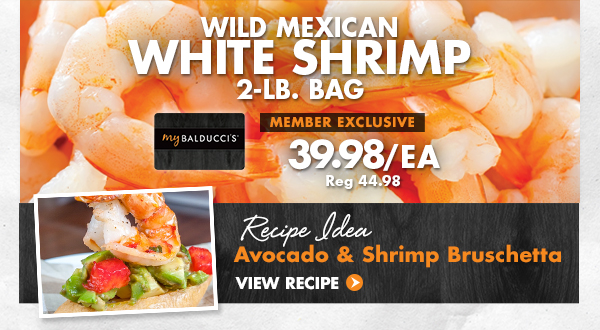 WILD MEXICAN
WHITE SHRIMP
2-LB. BAG
my BALDUCCI'S
MEMBER EXCLUSIVE
39.98/EA
Reg 44.98
Recipe Idea
Avocado & Shrimp Bruschetta
VIEW RECIPE